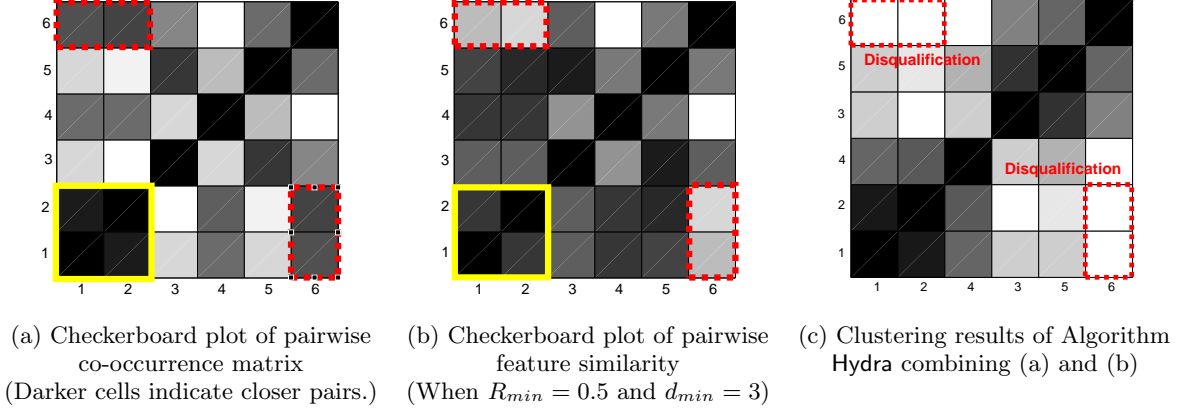 6
5
4
3
2
1
1 2 3 4 5 6
(a) Checkerboard plot of pairwise
co-occurrence matrix
(Darker cells indicate closer pairs.)
6
5
4
3
2
1
1 2 3 4 5 6
(b) Checkerboard plot of pairwise
feature similarity
(When R_min = 0.5 and d_min = 3)
6
Disqualification
5
3
4
Disqualification
2
1
1 2 4 3 5 6
(c) Clustering results of Algorithm
Hydra combining (a) and (b)